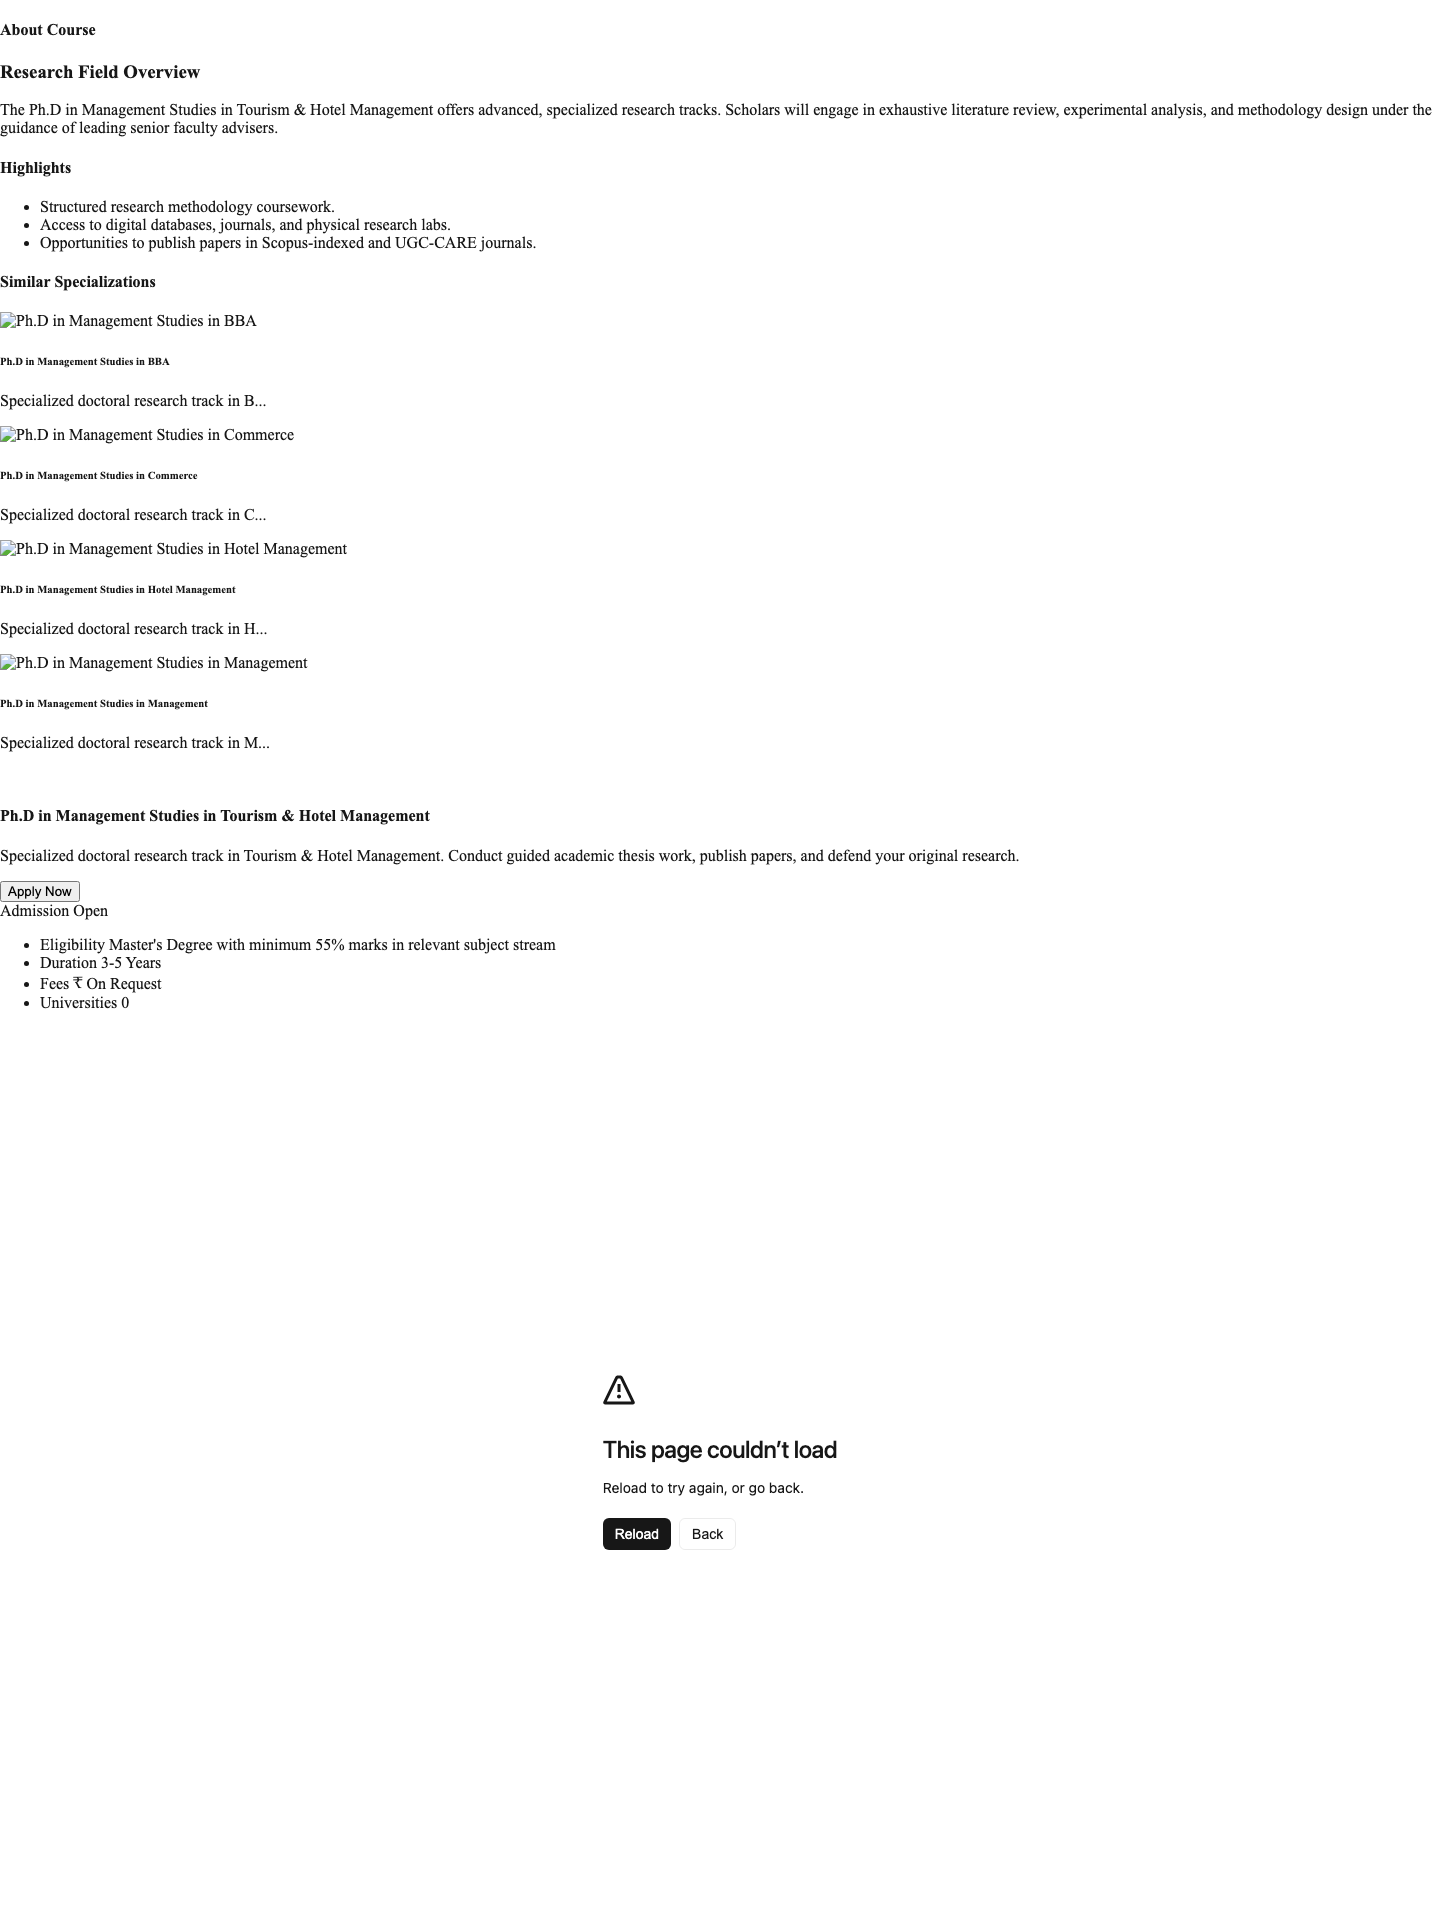 About Course
Research Field Overview
The Ph.D in Management Studies in Tourism & Hotel Management offers advanced, specialized research tracks. Scholars will engage in exhaustive literature review, experimental analysis, and methodology design under the
guidance of leading senior faculty advisers.
Highlights
Structured research methodology coursework.
Access to digital databases, journals, and physical research labs.
Opportunities to publish papers in Scopus-indexed and UGC-CARE journals.
Similar Specializations
Ph.D in Management Studies in BBA
Ph.D in Management Studies in BBA
Specialized doctoral research track in B...
Ph.D in Management Studies in Commerce
Ph.D in Management Studies in Commerce
Specialized doctoral research track in C...
Ph.D in Management Studies in Hotel Management
Ph.D in Management Studies in Hotel Management
Specialized doctoral research track in H...
Ph.D in Management Studies in Management
Ph.D in Management Studies in Management
Specialized doctoral research track in M...
Ph.D in Management Studies in Tourism & Hotel Management
Specialized doctoral research track in Tourism & Hotel Management. Conduct guided academic thesis work, publish papers, and defend your original research.
Apply Now
Admission Open
Eligibility Master's Degree with minimum 55% marks in relevant subject stream
Duration 3-5 Years
Fees ₹ On Request
Universities 0
This page couldn’t load
Reload to try again, or go back.
Reload Back